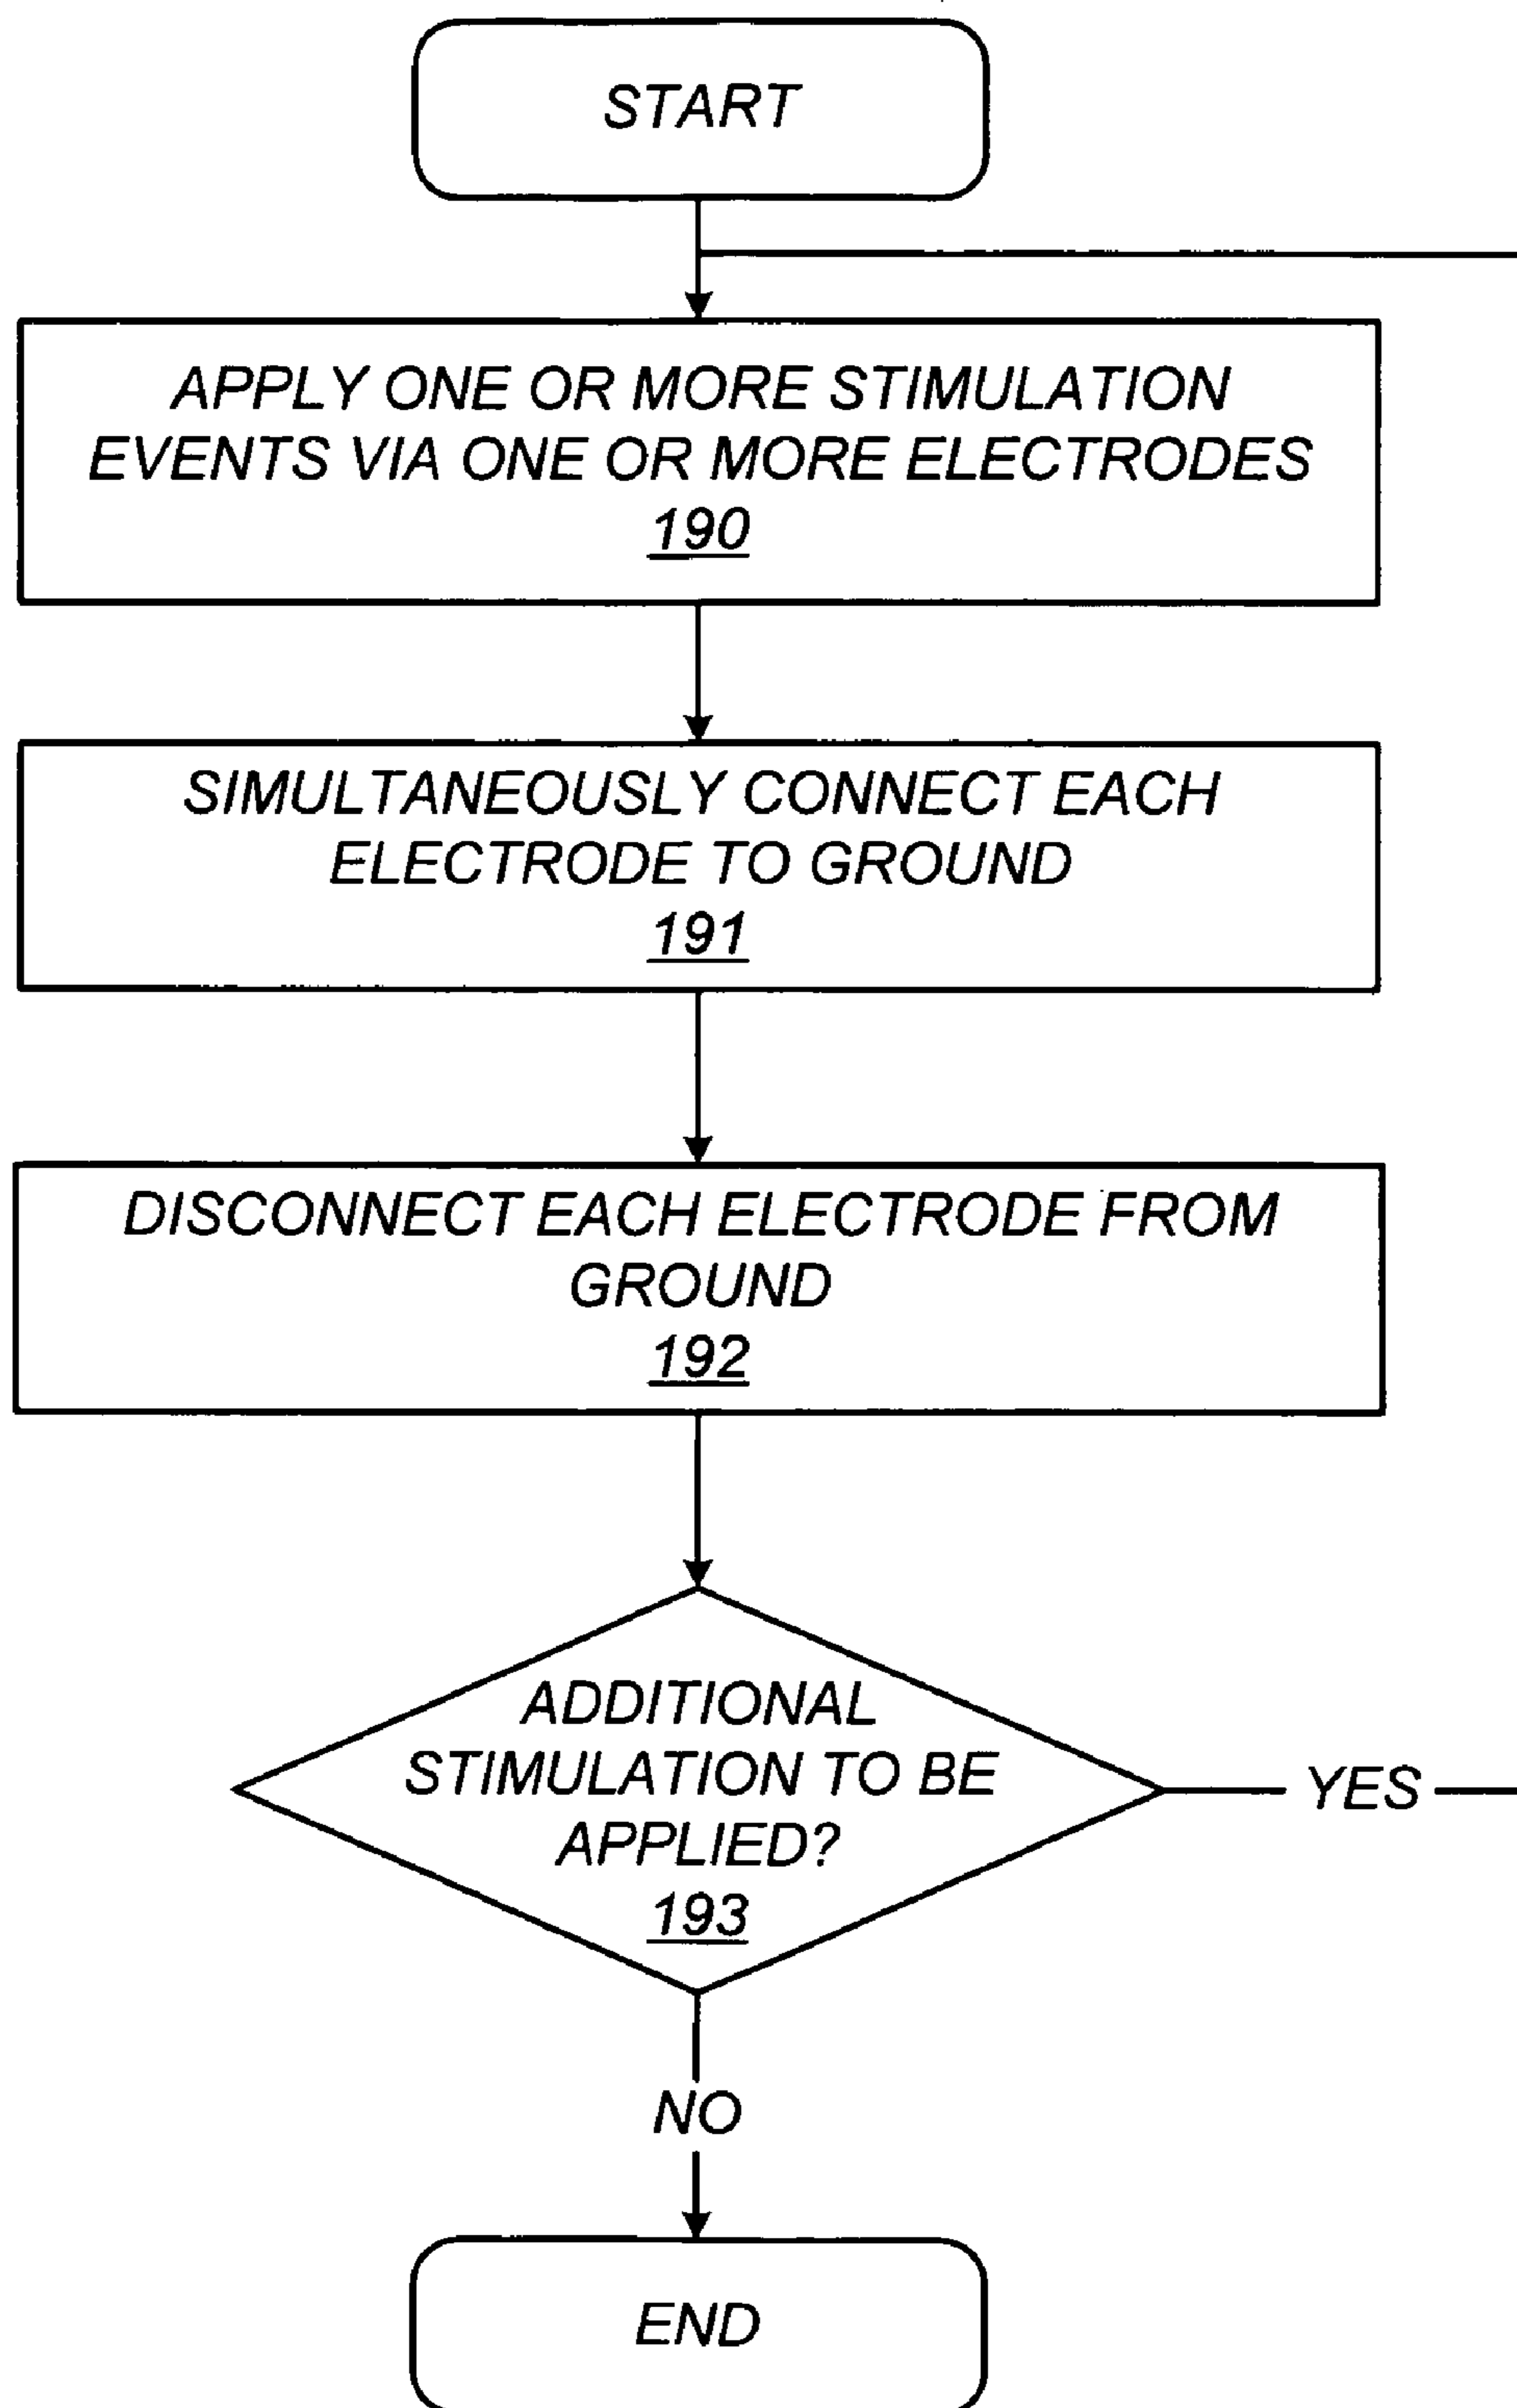 START
APPLY ONE OR MORE STIMULATION
EVENTS VIA ONE OR MORE ELECTRODES
190
SIMULTANEOUSLY CONNECT EACH
ELECTRODE TO GROUND
191
DISCONNECT EACH ELECTRODE FROM
GROUND
192
ADDITIONAL
STIMULATION TO BE
APPLIED?
193
YES
NO
END